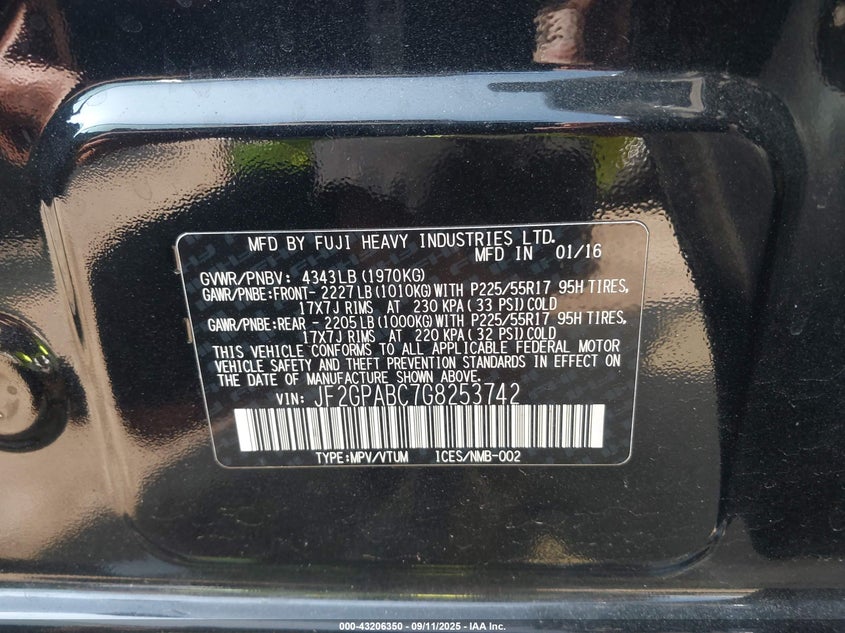 MFD BY FUJI HEAVY INDUSTRIES LTD.
MFD IN 01/16
GVWR/PNBV: 4343LB (1970KG)
GAWR/PNBE:FRONT- 2227LB (1010KG) WITH P225/55R17 95H TIRES,
17X7J RIMS AT 230 KPA (33 PSI) COLD
GAWR/PNBE:REAR - 2205LB (1000KG) WITH P225/55R17 95H TIRES,
17X7J RIMS AT 220 KPA (32 PSI) COLD
THIS VEHICLE CONFORMS TO ALL APPLICABLE FEDERAL MOTOR
VEHICLE SAFETY AND THEFT PREVENTION STANDARDS IN EFFECT ON
THE DATE OF MANUFACTURE SHOWN ABOVE.
VIN: JF2GPABC7G8253742
TYPE:MPV/VTUM ICES/NMB-002
000-43206350 - 09/11/2025 - IAA Inc.